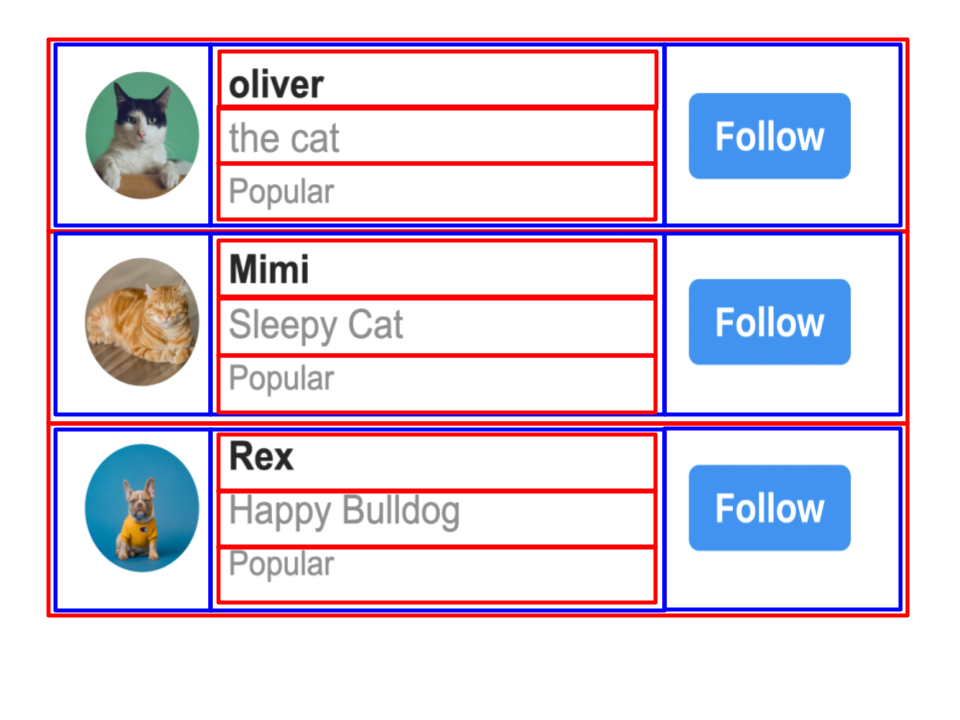 oliver
the cat
Popular
Follow
Mimi
Sleepy Cat
Popular
Follow
Rex
Happy Bulldog
Popular
Follow